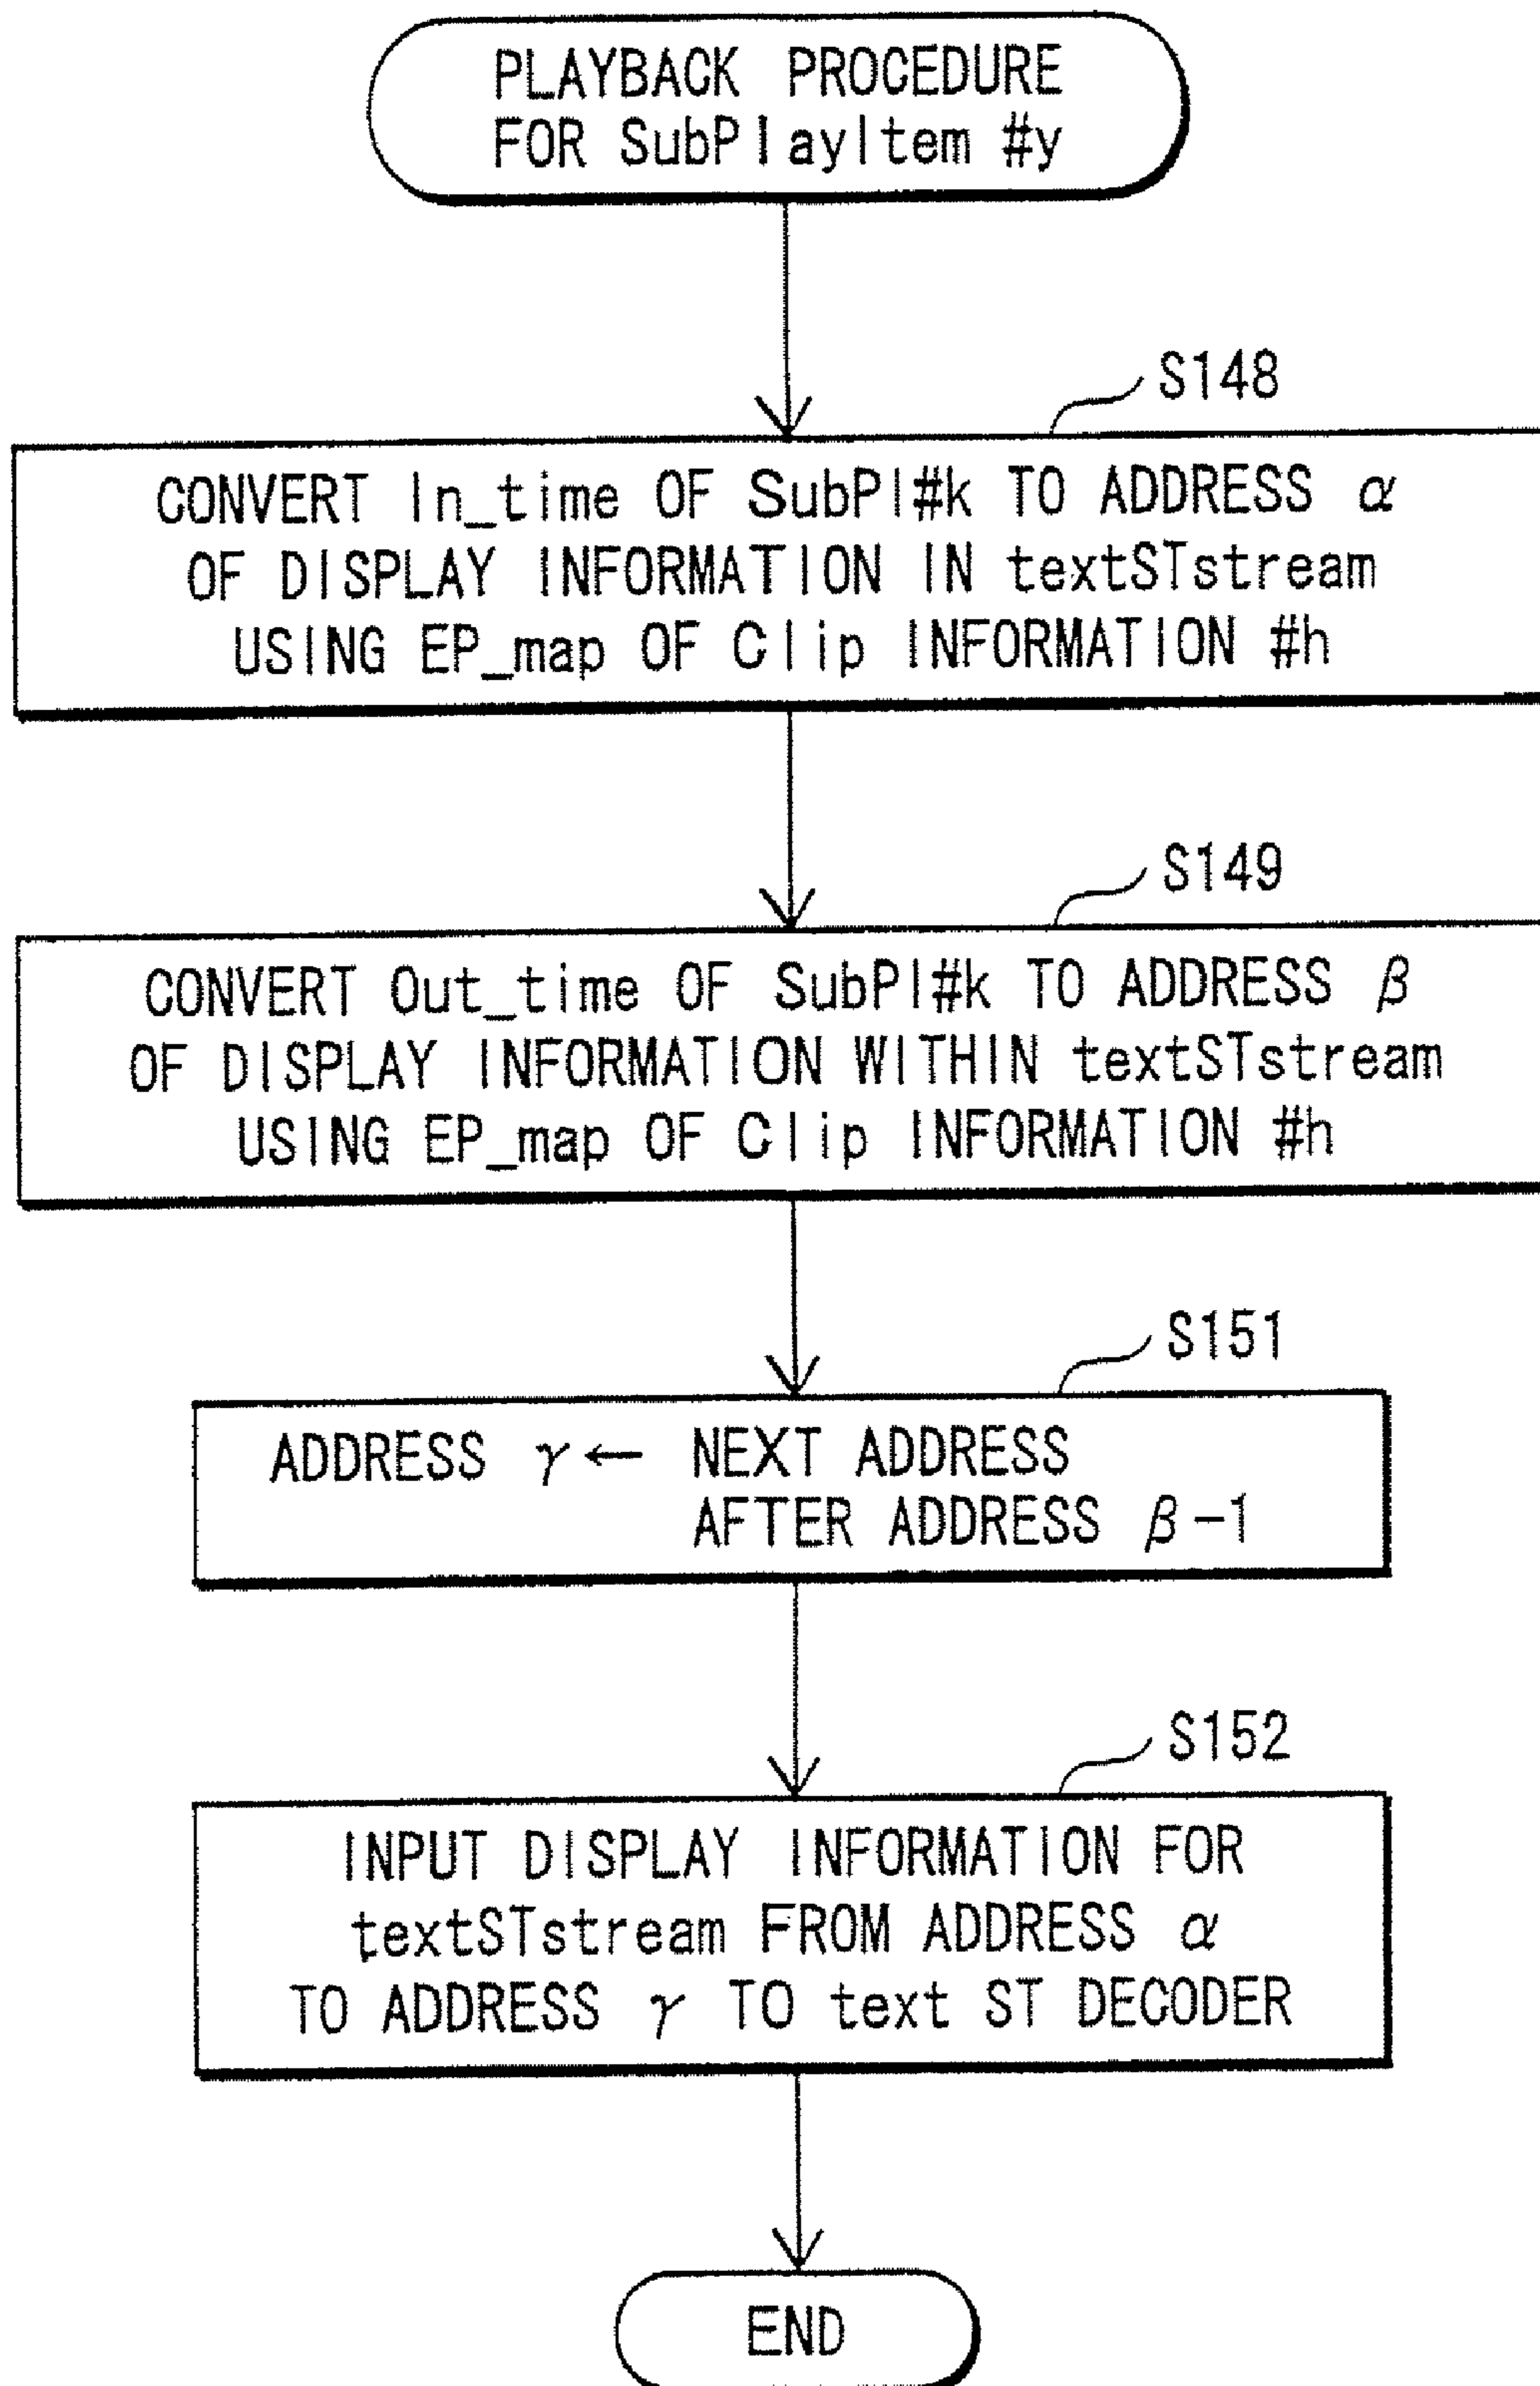 PLAYBACK PROCEDURE
FOR SubPlayItem #y
S148
CONVERT In_time OF SubPI#k TO ADDRESS α
OF DISPLAY INFORMATION IN textSTstream
USING EP_map OF Clip INFORMATION #h
S149
CONVERT Out_time OF SubPI#k TO ADDRESS β
OF DISPLAY INFORMATION WITHIN textSTstream
USING EP_map OF Clip INFORMATION #h
S151
ADDRESS γ ← NEXT ADDRESS
AFTER ADDRESS β-1
S152
INPUT DISPLAY INFORMATION FOR
textSTstream FROM ADDRESS α
TO ADDRESS γ TO text ST DECODER
END